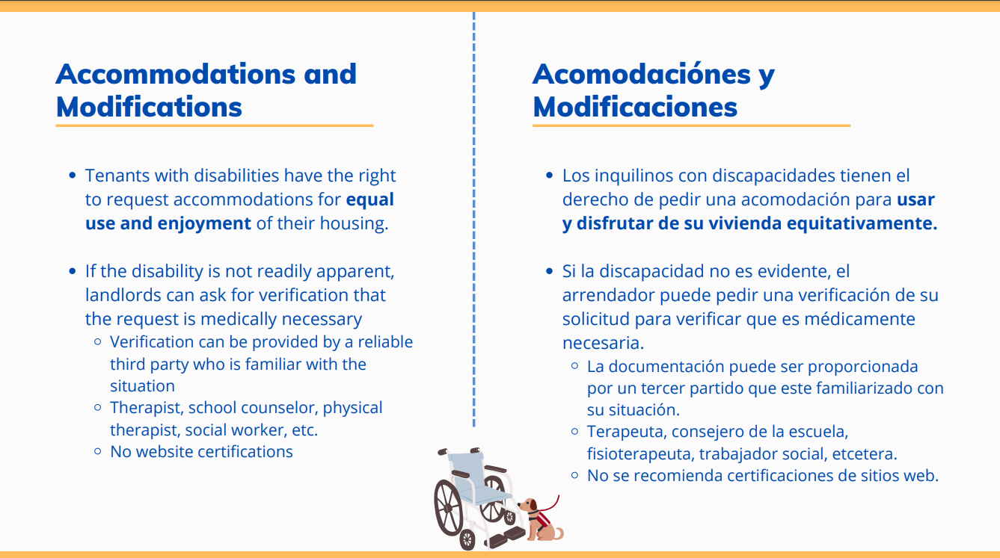 Accommodations and
Modifications
Tenants with disabilities have the right
to request accommodations for equal
use and enjoyment of their housing.
If the disability is not readily apparent,
landlords can ask for verification that
the request is medically necessary
Verification can be provided by a reliable
third party who is familiar with the
situation
Therapist, school counselor, physical
therapist, social worker, etc.
No website certifications
Acomodaciónes y
Modificaciones
Los inquilinos con discapacidades tienen el
derecho de pedir una acomodación para usar
y disfrutar de su vivienda equitativamente.
Si la discapacidad no es evidente, el
arrendador puede pedir una verificación de su
solicitud para verificar que es médicamente
necesaria.
La documentación puede ser proporcionada
por un tercer partido que este familiarizado con
su situación.
Terapeuta, consejero de la escuela,
fisioterapeuta, trabajador social, etcetera.
No se recomienda certificaciones de sitios web.